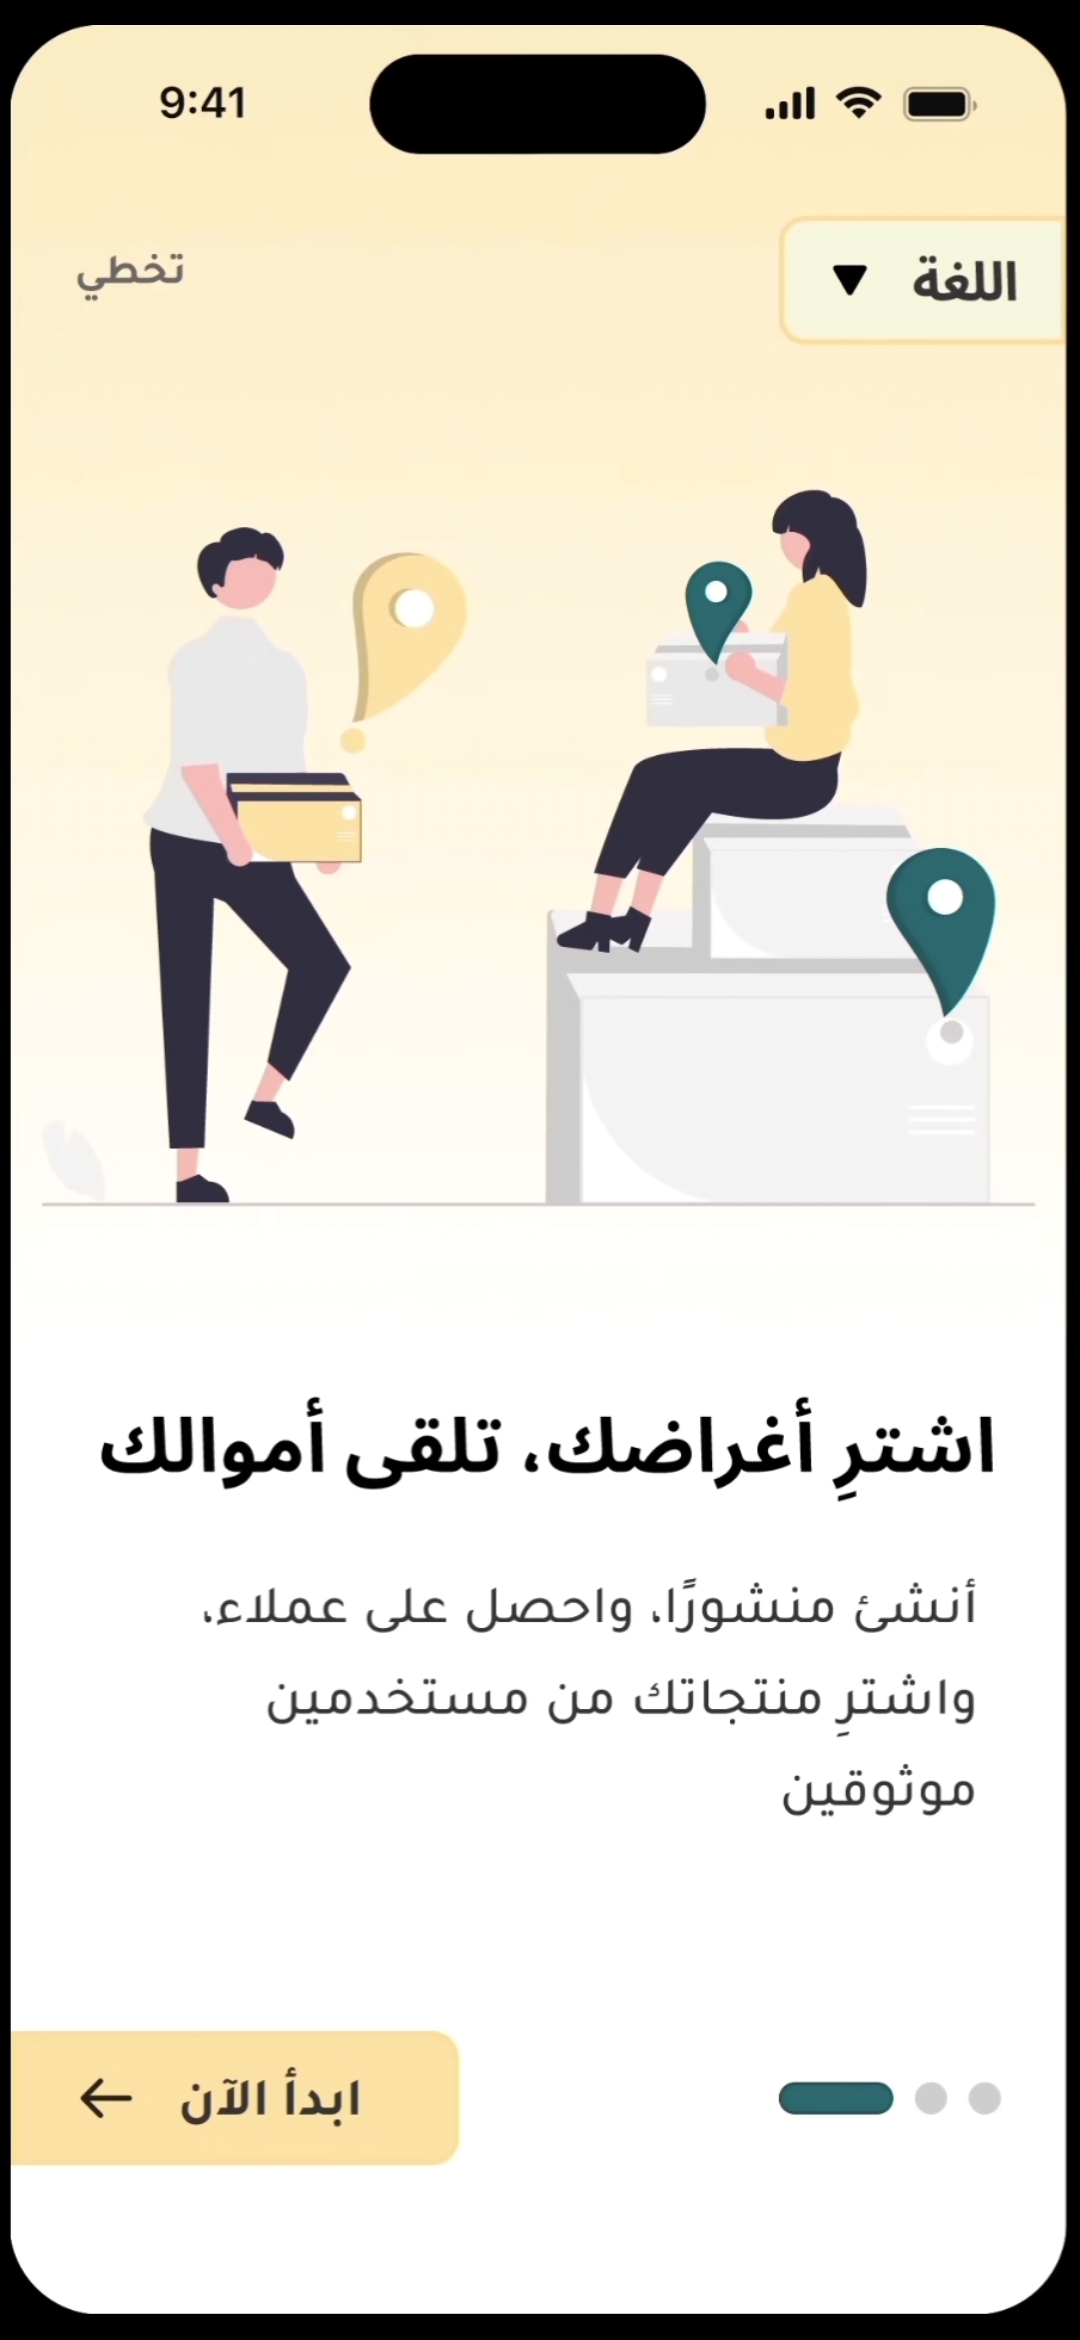 9:41
اللغة
تخطي
اشترِ أغراضك، تلقى أموالك
أنشئ منشورًا، واحصل على عملاء،
واشترِ منتجاتك من مستخدمين
موثوقين
ابدأ الآن